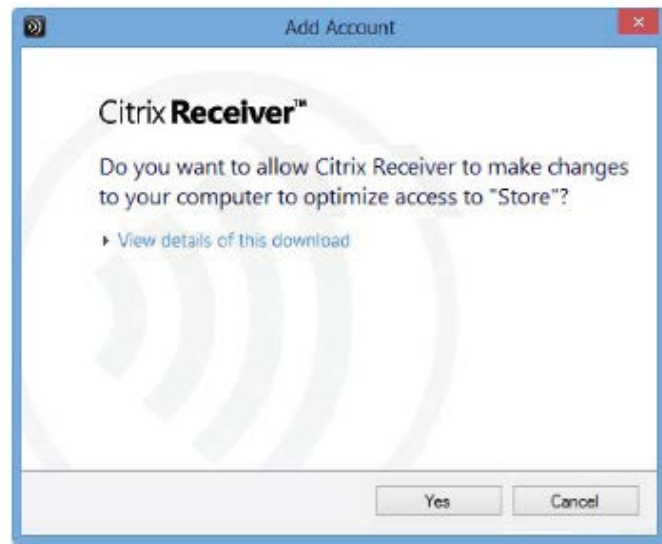 Add Account
Citrix Receiver™
Do you want to allow Citrix Receiver to make changes
to your computer to optimize access to "Store"?
View details of this download
Yes
Cancel